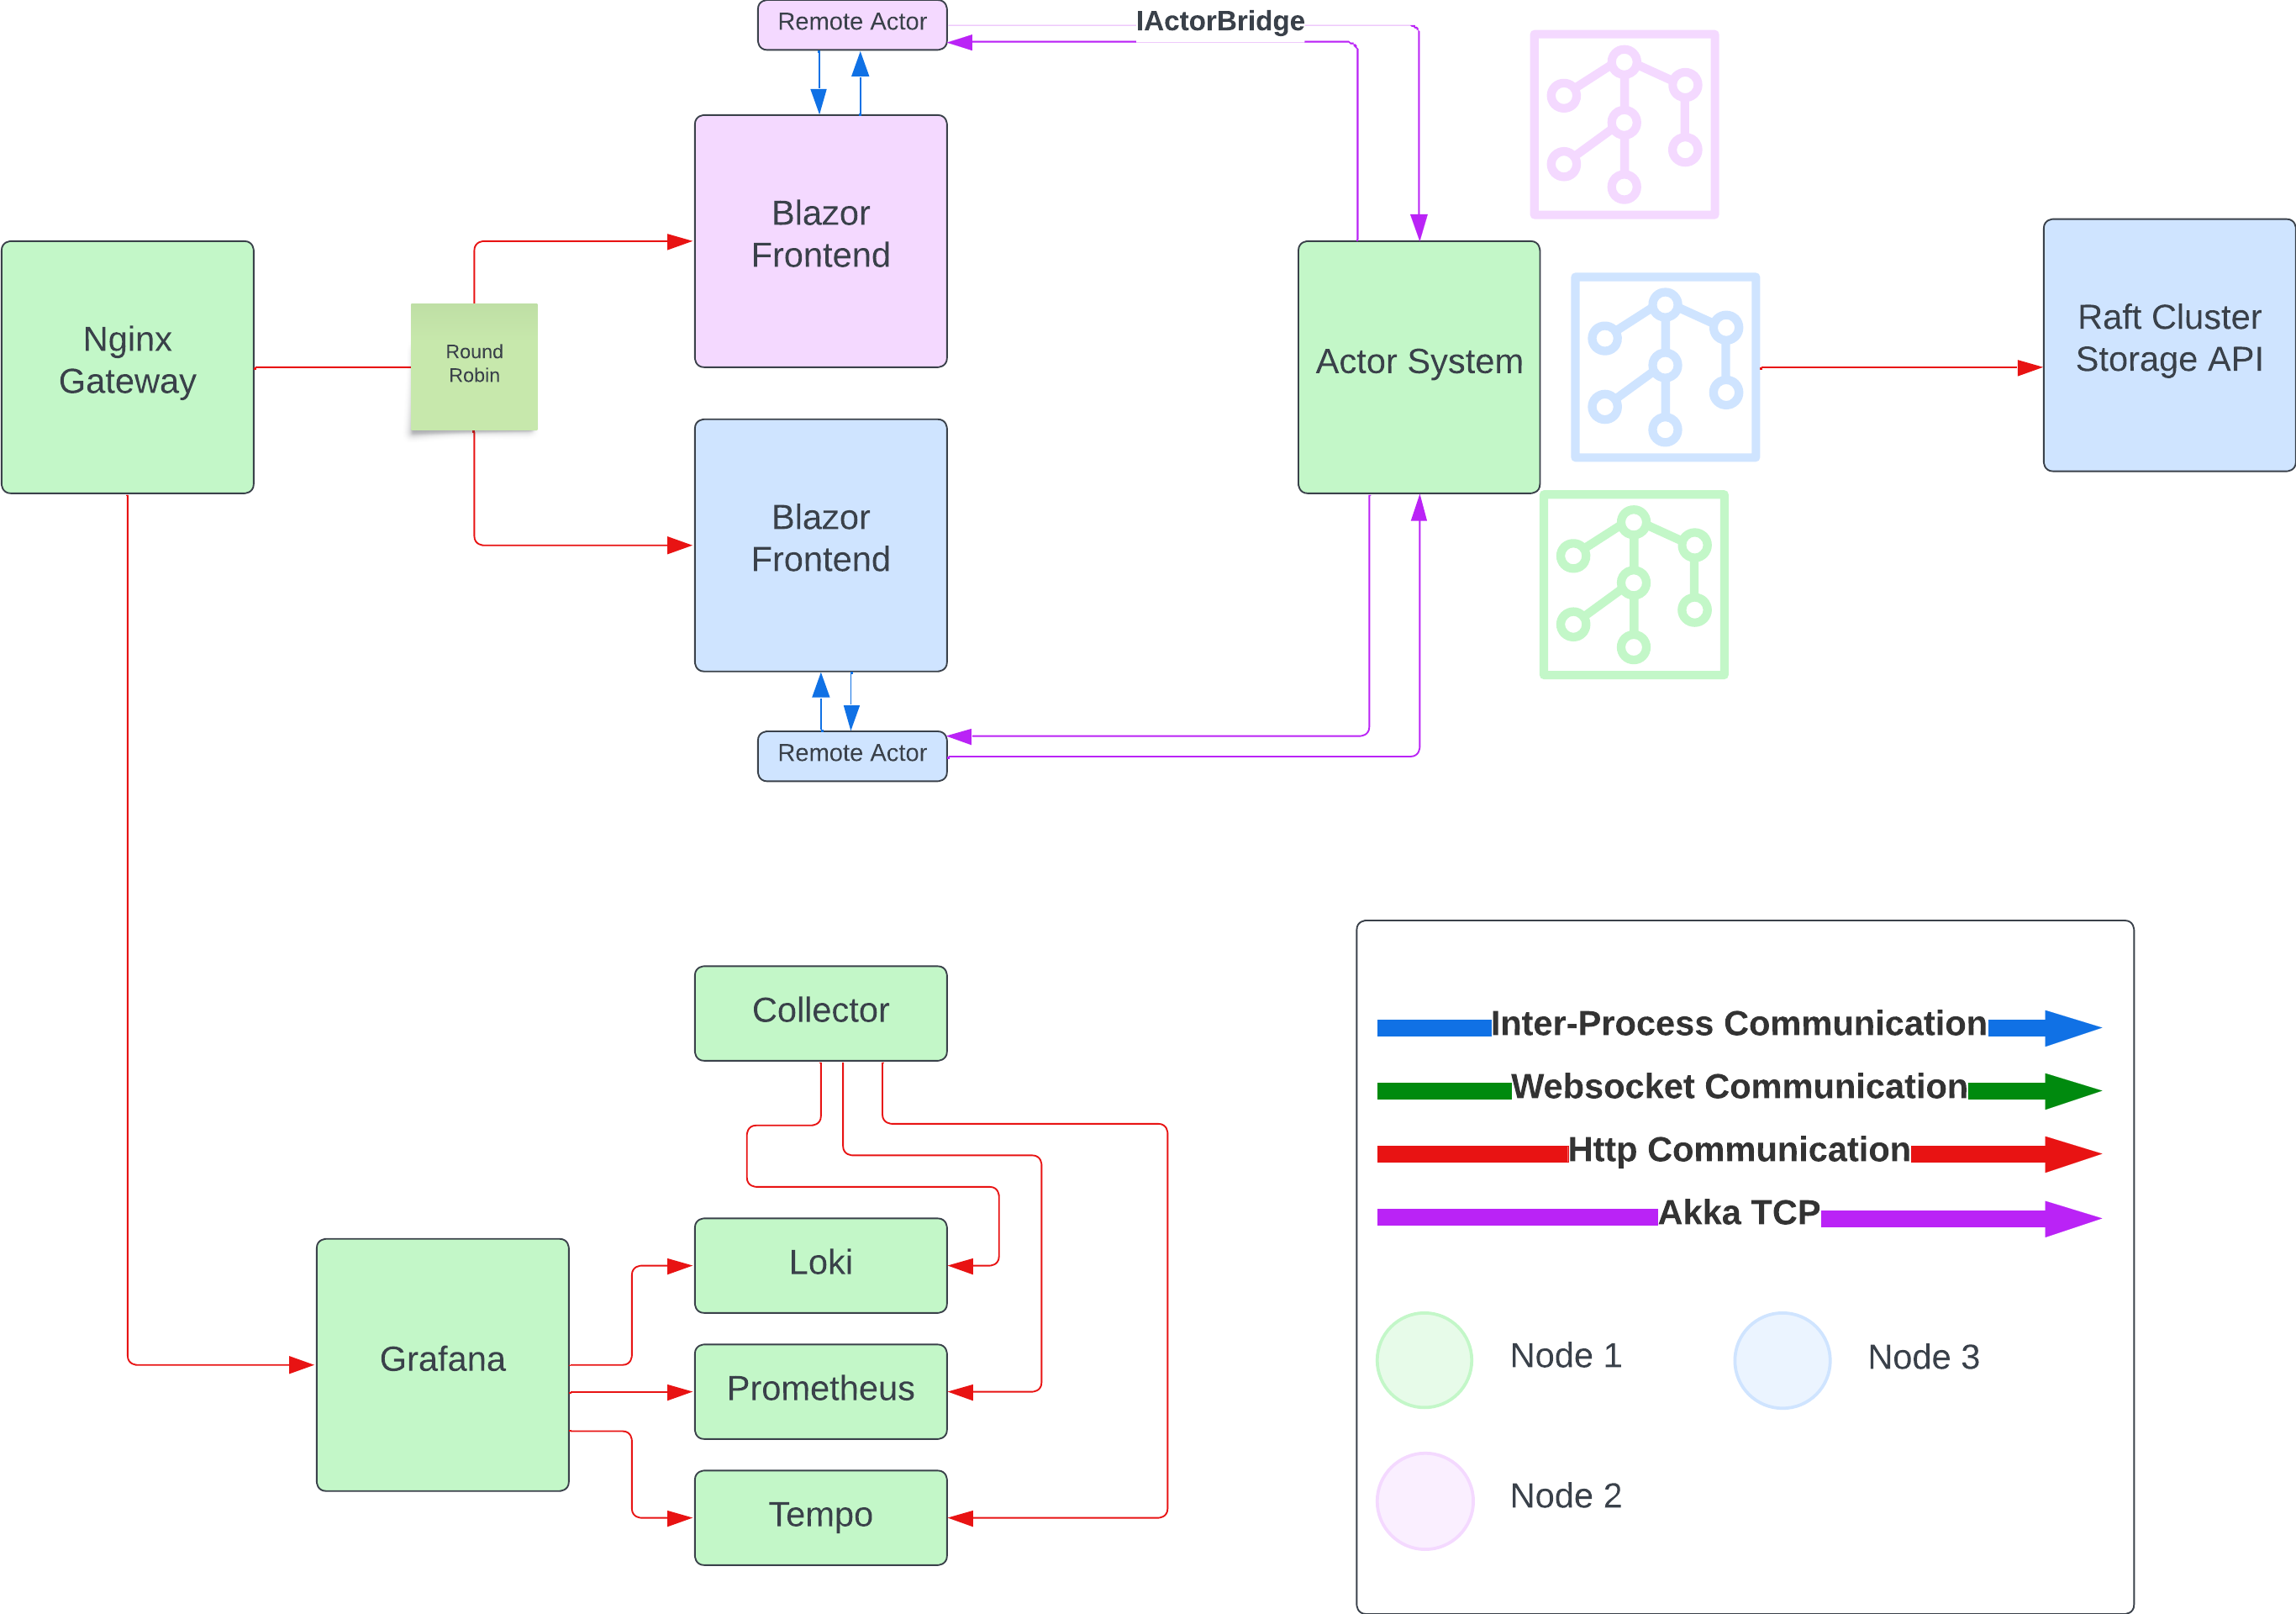 Remote Actor
IActorBridge
Blazor
Frontend
Nginx
Gateway
Round
Robin
Actor System
Raft Cluster
Storage API
Blazor
Frontend
Remote Actor
Collector
Loki
Grafana
Prometheus
Tempo
Inter-Process Communication
Websocket Communication
Http Communication
Akka TCP
Node 1
Node 3
Node 2